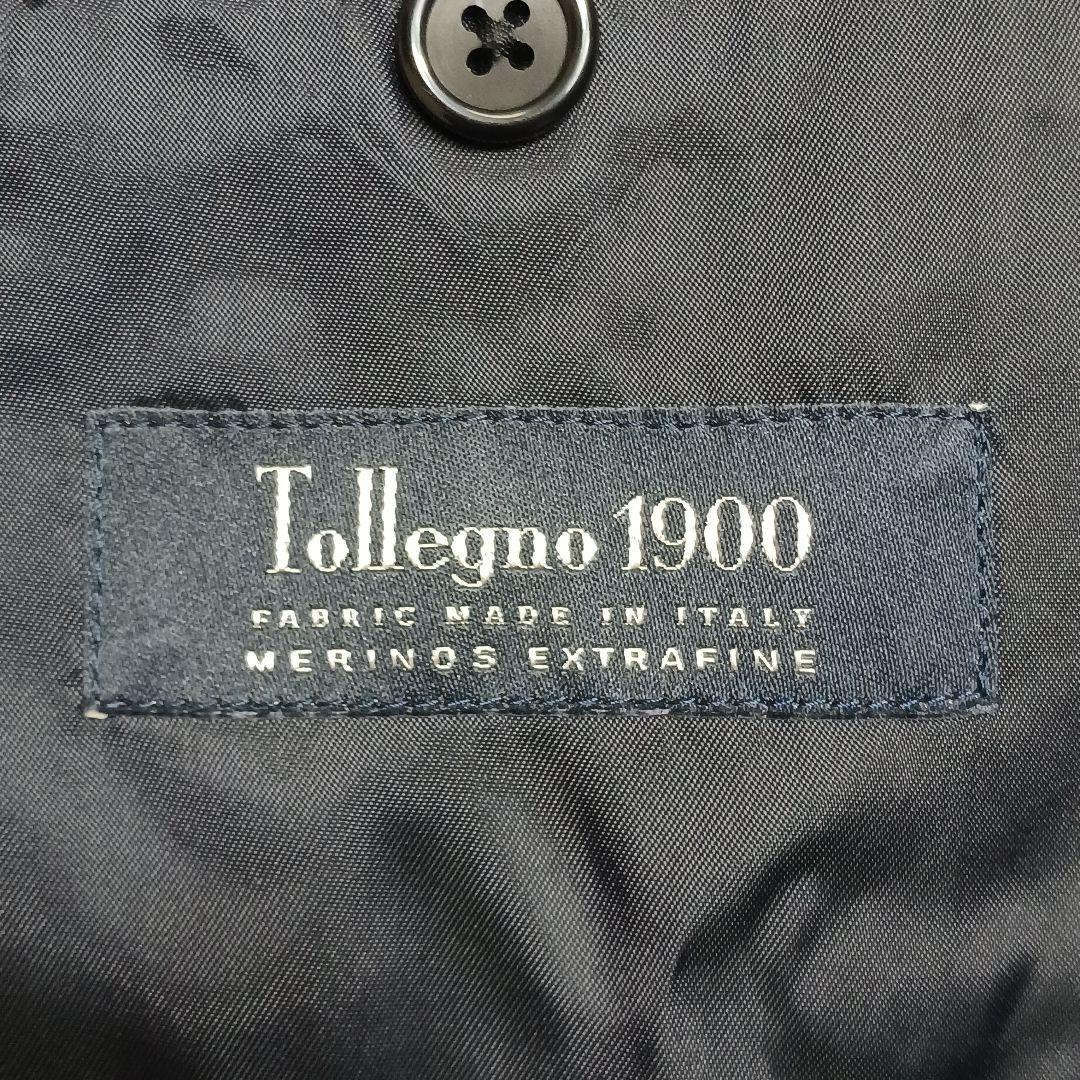 Tollegno 1900
FABRIC MADE IN ITALY
MERINOS EXTRAFINE